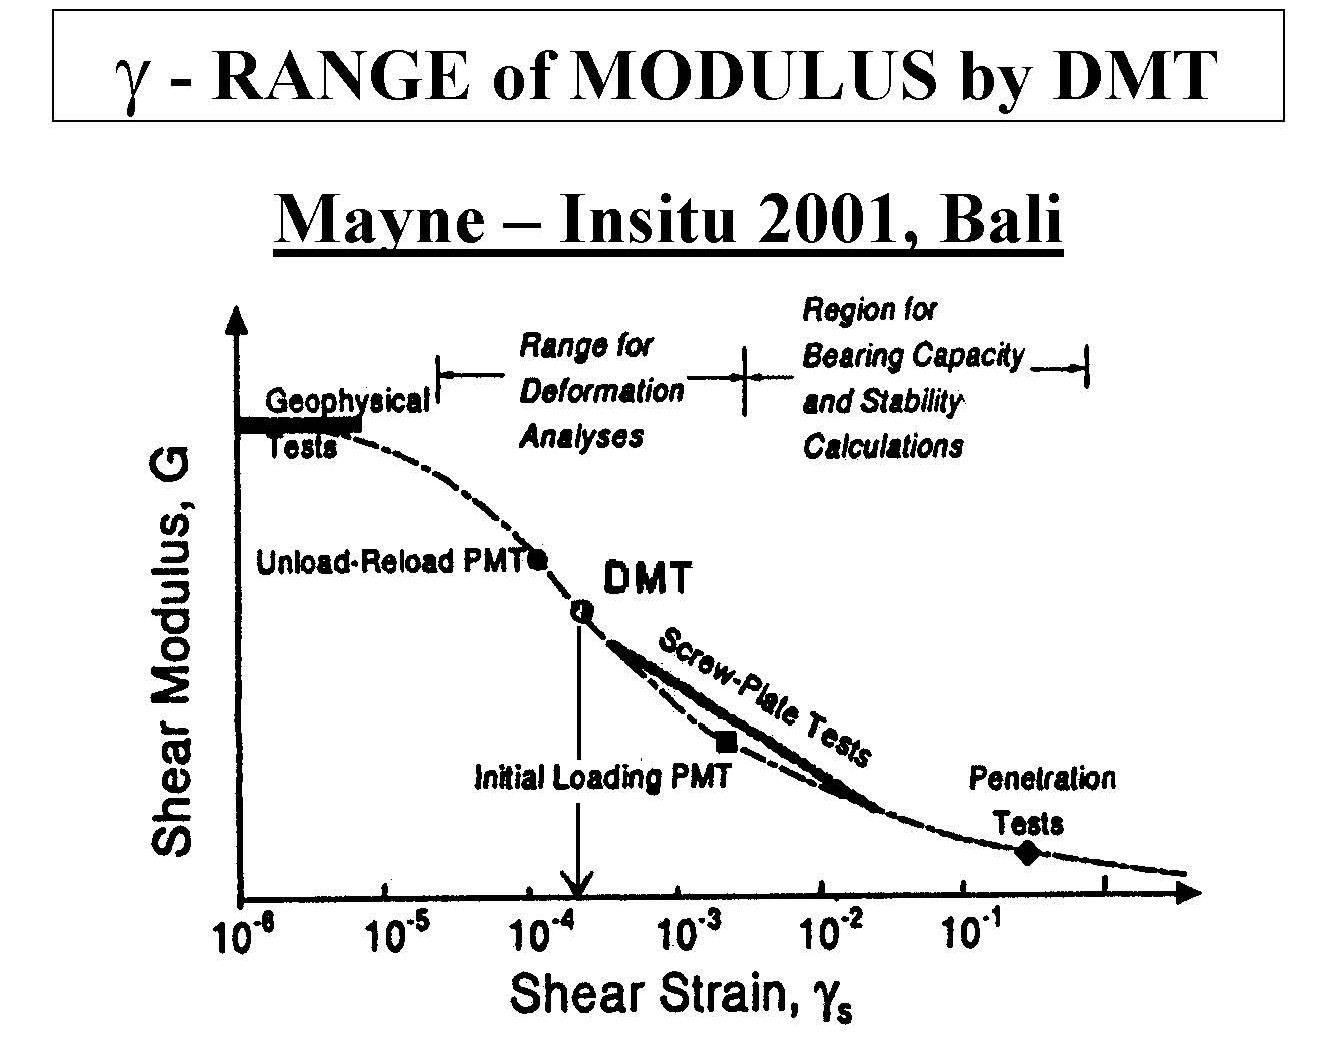 γ - RANGE of MODULUS by DMT
Mayne – Insitu 2001, Bali
Range for
Deformation
Analyses
Region for
Bearing Capacity
and Stability
Calculations
Geophysical
Tests
Unload-Reload PMT
DMT
Screw-Plate Tests
Initial Loading PMT
Penetration
Tests
Shear Modulus, G
10⁻⁶ 10⁻⁵ 10⁻⁴ 10⁻³ 10⁻² 10⁻¹
Shear Strain, γₛ